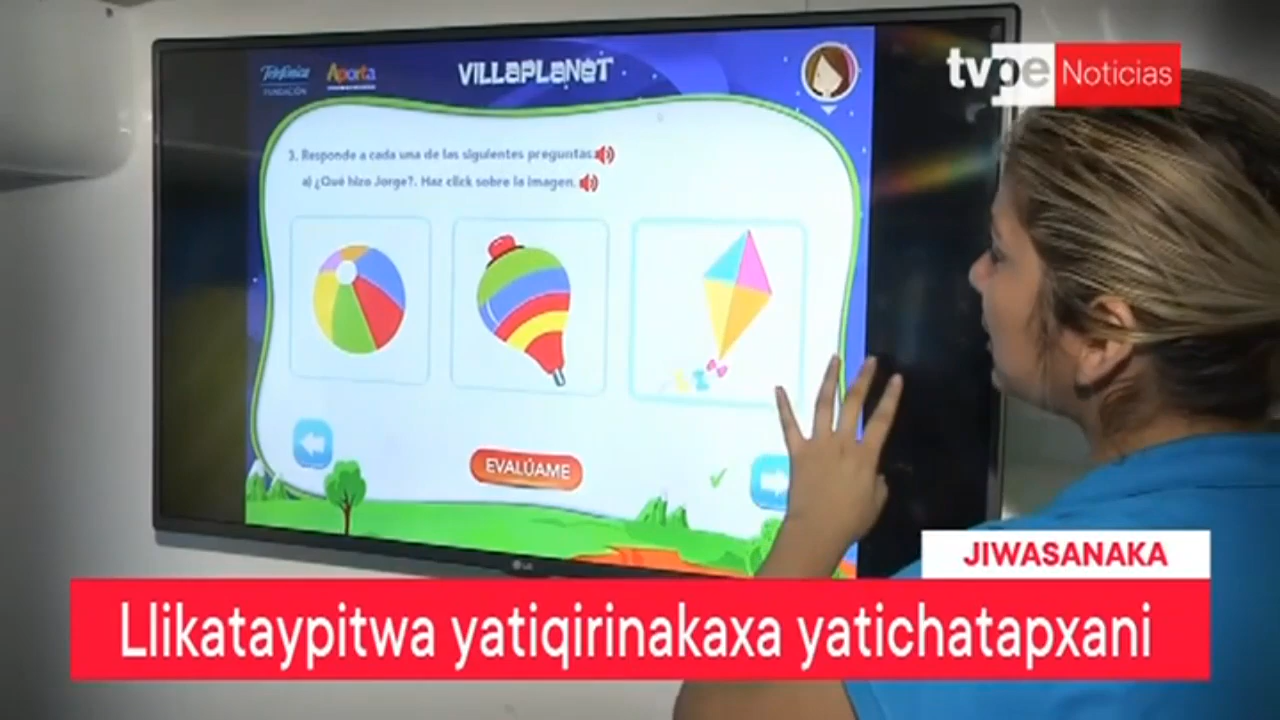 tvpe Noticias
Telefónica
FUNDACIÓN
Aporta
VILLAPLANET
3. Responde a cada una de las siguientes preguntas
a) ¿Qué hizo Jorge?. Haz click sobre la imagen.
EVALÚAME
LG
JIWASANAKA
Llikataypitwa yatiqirinakaxa yatichatapxani